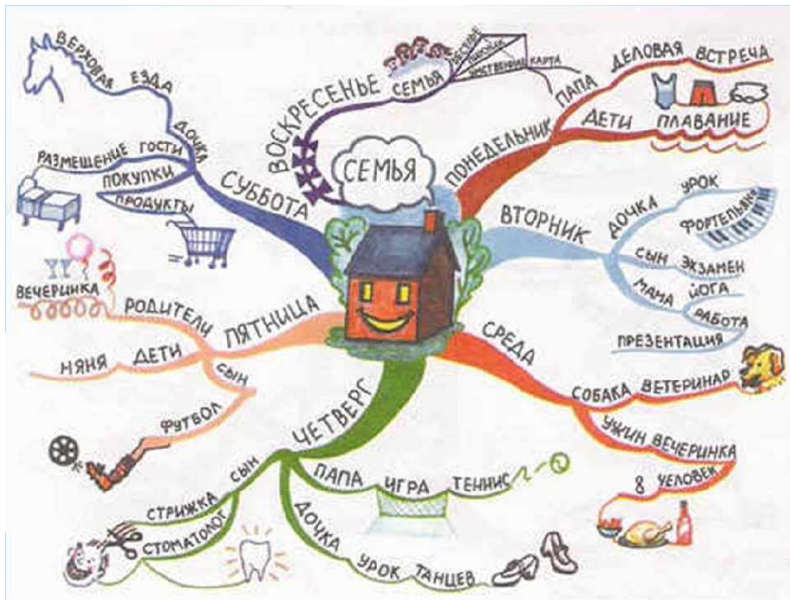 СЕМЬЯ
ПОНЕДЕЛЬНИК
ПАПА
ДЕЛОВАЯ ВСТРЕЧА
ДЕТИ ПЛАВАНИЕ
ВТОРНИК
ДОЧКА
УРОК
ФОРТЕПЬЯНО
СЫН ЭКЗАМЕН
МАМА ЙОГА
РАБОТА
ПРЕЗЕНТАЦИЯ
СРЕДА
СОБАКА ВЕТЕРИНАР
УЖИН ВЕЧЕРИНКА
8 ЧЕЛОВЕК
ЧЕТВЕРГ
ПАПА ИГРА ТЕННИС
ДОЧКА УРОК ТАНЦЕВ
СЫН
СТРИЖКА
СТОМАТОЛОГ
ПЯТНИЦА
РОДИТЕЛИ
ВЕЧЕРИНКА
ДЕТИ
НЯНЯ
СЫН
ФУТБОЛ
СУББОТА
ДОЧКА
ВЕРХОВАЯ ЕЗДА
ГОСТИ
РАЗМЕЩЕНИЕ
ПОКУПКИ
ПРОДУКТЫ
ВОСКРЕСЕНЬЕ
СЕМЬЯ
КАРТА